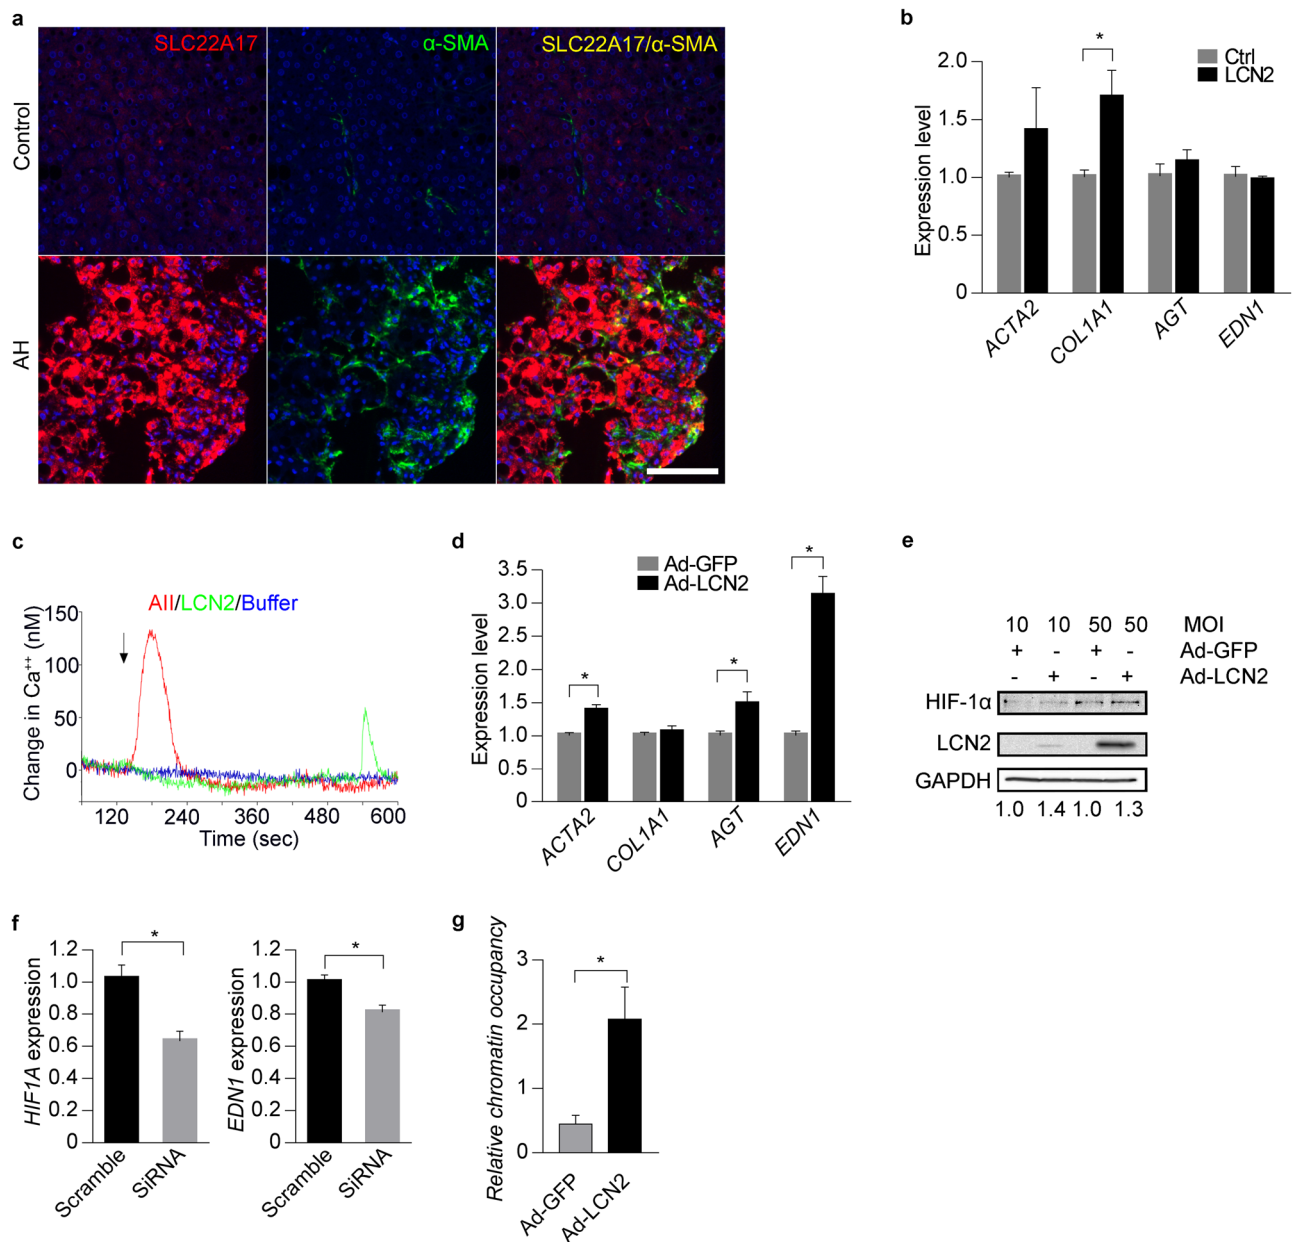 a
SLC22A17
α-SMA
SLC22A17/α-SMA
Control
AH
b
Ctrl
LCN2
Expression level
2.0
1.5
1.0
0.5
0
*
ACTA2
COL1A1
AGT
EDN1
c
AII/LCN2/Buffer
Change in Ca⁺⁺ (nM)
150
100
50
0
120
240
360
480
600
Time (sec)
d
Ad-GFP
Ad-LCN2
Expression level
3.5
3.0
2.5
2.0
1.5
1.0
0.5
0
*
*
*
ACTA2
COL1A1
AGT
EDN1
e
10 10 50 50 MOI
+ - + - Ad-GFP
- + - + Ad-LCN2
HIF-1α
LCN2
GAPDH
1.0 1.4 1.0 1.3
f
HIF1A expression
1.2
1.0
0.8
0.6
0.4
0.2
0
*
Scramble
SiRNA
EDN1 expression
1.2
1.0
0.8
0.6
0.4
0.2
0
*
Scramble
SiRNA
g
Relative chromatin occupancy
3
2
1
0
*
Ad-GFP
Ad-LCN2